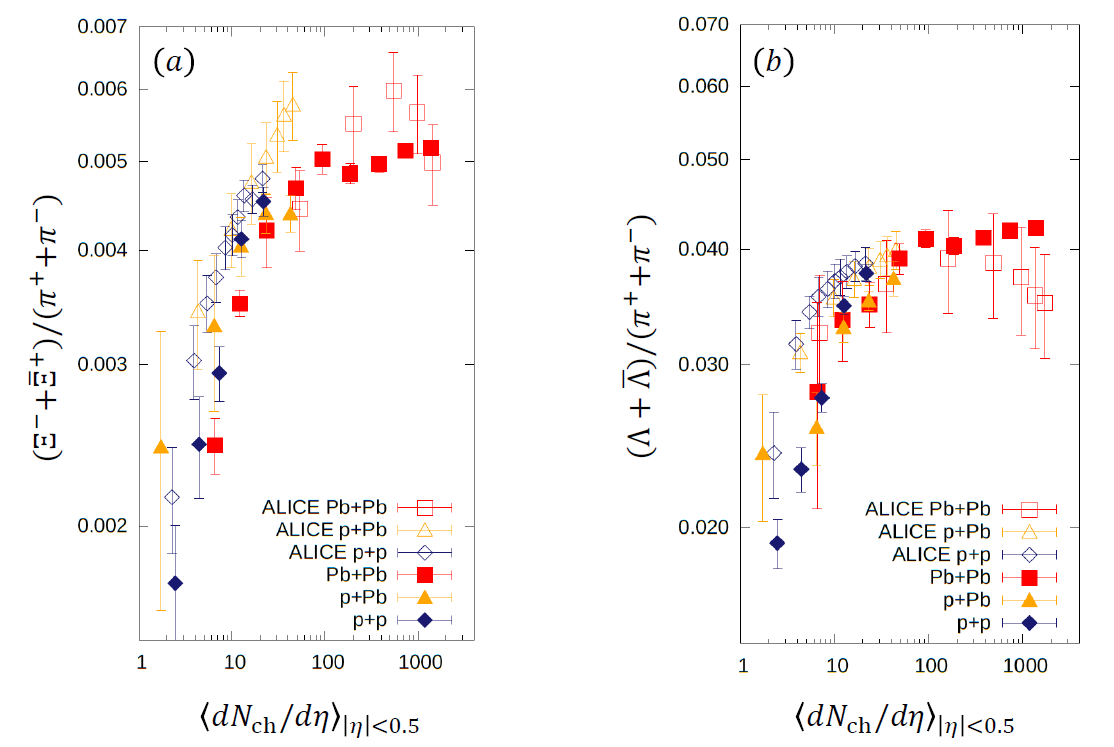 (a)
0.007
0.006
0.005
0.004
0.003
0.002
(Ξ⁻+Ξ̄⁺)/(π⁺+π⁻)
ALICE Pb+Pb
ALICE p+Pb
ALICE p+p
Pb+Pb
p+Pb
p+p
1 10 100 1000
⟨dN_ch/dη⟩_|η|<0.5
(b)
0.070
0.060
0.050
0.040
0.030
0.020
(Λ + Λ̄)/(π⁺+π⁻)
ALICE Pb+Pb
ALICE p+Pb
ALICE p+p
Pb+Pb
p+Pb
p+p
1 10 100 1000
⟨dN_ch/dη⟩_|η|<0.5